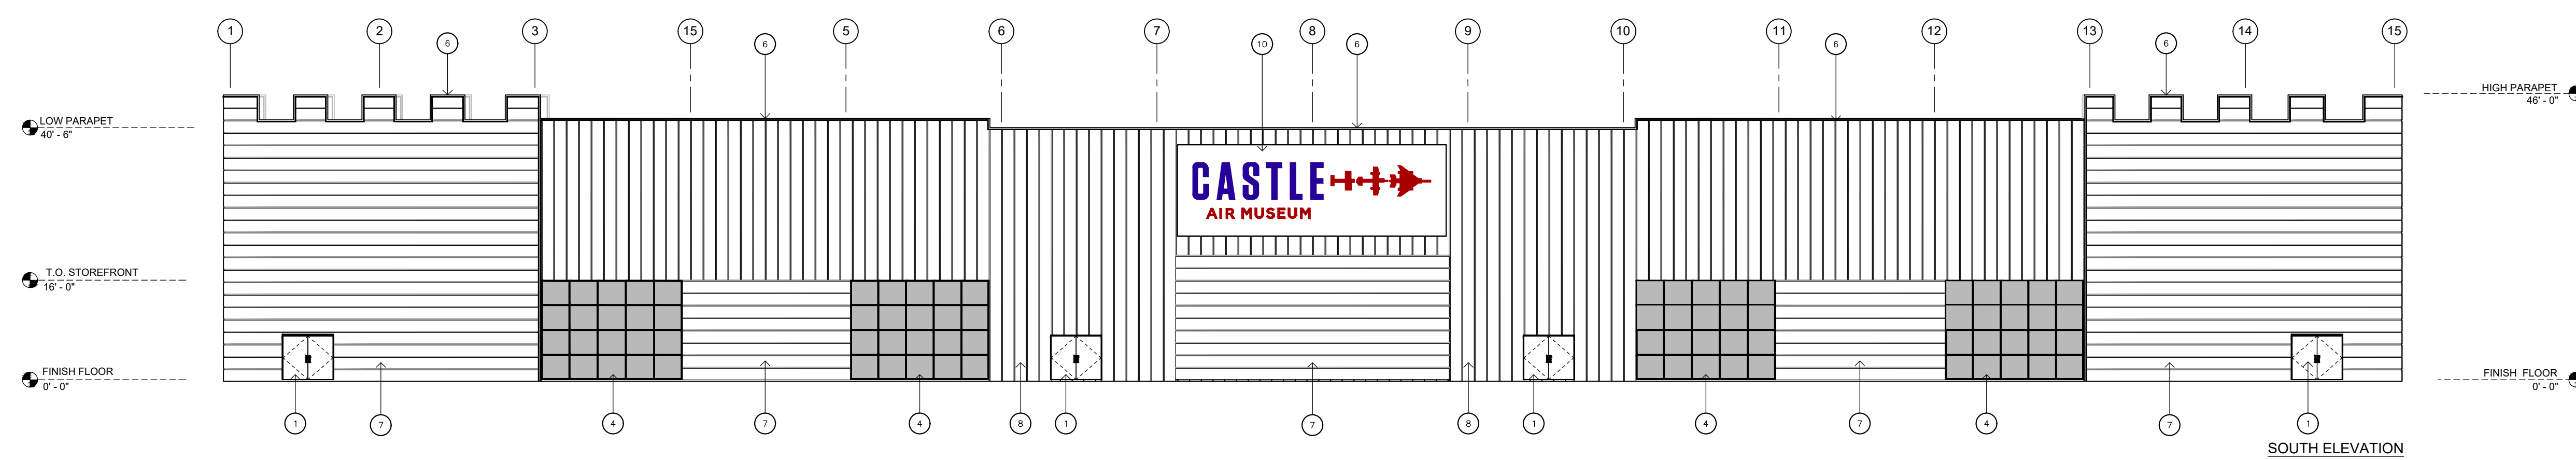 1 2 3 15 5 6 7 8 9 10 11 12 13 14 15
6 6 10 6 6 6
HIGH PARAPET
46' - 0"
LOW PARAPET
40' - 6"
CASTLE
AIR MUSEUM
T.O. STOREFRONT
16' - 0"
FINISH FLOOR
0' - 0"
FINISH FLOOR
0' - 0"
1 7 4 7 4 8 1 7 8 1 4 7 4 7 1
SOUTH ELEVATION